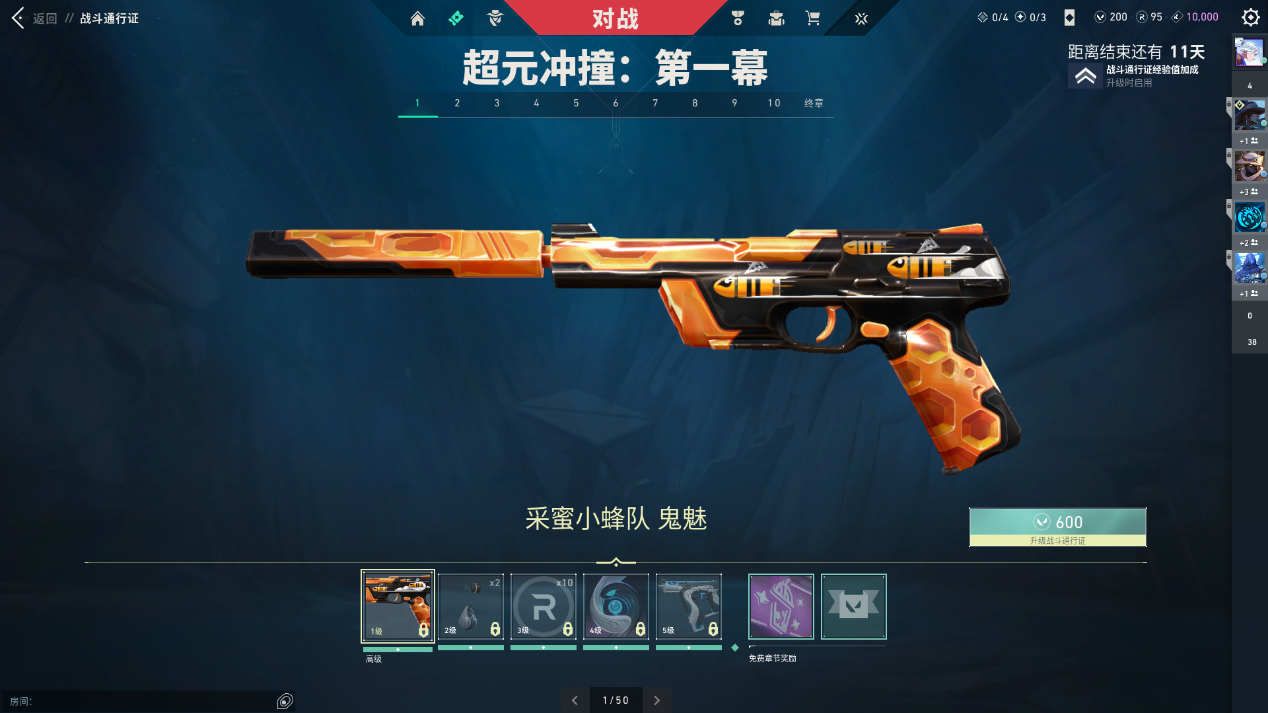 返回 // 战斗通行证
对战
0/4 0/3 200 95 10,000
超元冲撞：第一幕
1 2 3 4 5 6 7 8 9 10 终章
距离结束还有 11天
战斗通行证经验值加成
升级时启用
4
+1
+3
+2
+1
0
38
采蜜小蜂队 鬼魅
600
升级战斗通行证
x2 x10
R
1级 2级 3级 4级 5级
高级
免费章节奖励
房间:
1/50